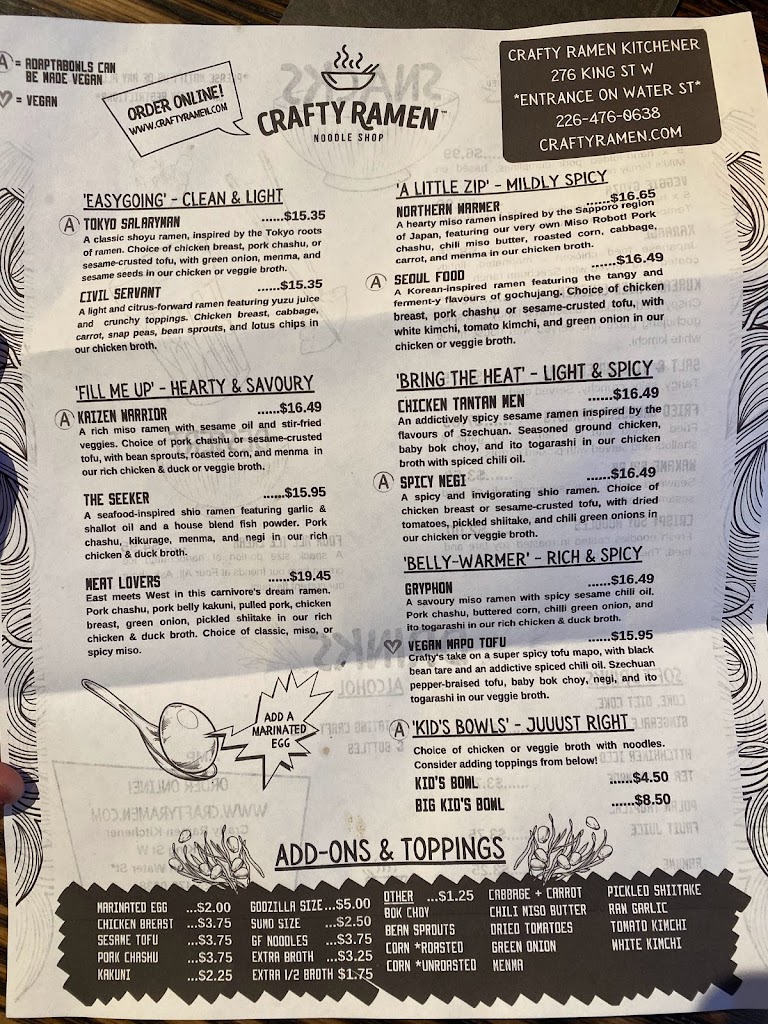 Ⓐ = ADAPTABOWLS CAN
BE MADE VEGAN
♡ = VEGAN
ORDER ONLINE!
WWW.CRAFTYRAMEN.COM
CRAFTY RAMEN™
NOODLE SHOP
CRAFTY RAMEN KITCHENER
276 KING ST W
*ENTRANCE ON WATER ST*
226-476-0638
CRAFTYRAMEN.COM
'EASYGOING' - CLEAN & LIGHT
Ⓐ TOKYO SALARYMAN ......$15.35
A classic shoyu ramen, inspired by the Tokyo roots
of ramen. Choice of chicken breast, pork chashu, or
sesame-crusted tofu, with green onion, menma, and
sesame seeds in our chicken or veggie broth.
CIVIL SERVANT ......$15.35
A light and citrus-forward ramen featuring yuzu juice
and crunchy toppings. Chicken breast, cabbage,
carrot, snap peas, bean sprouts, and lotus chips in
our chicken broth.
'FILL ME UP' - HEARTY & SAVOURY
Ⓐ KAIZEN WARRIOR ......$16.49
A rich miso ramen with sesame oil and stir-fried
veggies. Choice of pork chashu or sesame-crusted
tofu, with bean sprouts, roasted corn, and menma in
our rich chicken & duck or veggie broth.
THE SEEKER ......$15.95
A seafood-inspired shio ramen featuring garlic &
shallot oil and a house blend fish powder. Pork
chashu, kikurage, menma, and negi in our rich
chicken & duck broth.
MEAT LOVERS ......$19.45
East meets West in this carnivore's dream ramen.
Pork chashu, pork belly kakuni, pulled pork, chicken
breast, green onion, pickled shiitake in our rich
chicken & duck broth. Choice of classic, miso, or
spicy miso.
ADD A
MARINATED
EGG
'A LITTLE ZIP' - MILDLY SPICY
NORTHERN WARMER ......$16.65
A hearty miso ramen inspired by the Sapporo region
of Japan, featuring our very own Miso Robot! Pork
chashu, chili miso butter, roasted corn, cabbage,
carrot, and menma in our chicken broth.
Ⓐ SEOUL FOOD ......$16.49
A Korean-inspired ramen featuring the tangy and
ferment-y flavours of gochujang. Choice of chicken
breast, pork chashu or sesame-crusted tofu, with
white kimchi, tomato kimchi, and green onion in our
chicken or veggie broth.
'BRING THE HEAT' - LIGHT & SPICY
CHICKEN TANTAN MEN ......$16.49
An addictively spicy sesame ramen inspired by the
flavours of Szechuan. Seasoned ground chicken,
baby bok choy, and ito togarashi in our chicken
broth with spiced chili oil.
Ⓐ SPICY NEGI ......$16.49
A spicy and invigorating shio ramen. Choice of
chicken breast or sesame-crusted tofu, with dried
tomatoes, pickled shiitake, and chili green onions in
our chicken or veggie broth.
'BELLY-WARMER' - RICH & SPICY
GRYPHON ......$16.49
A savoury miso ramen with spicy sesame chili oil.
Pork chashu, buttered corn, chilli green onion, and
ito togarashi in our rich chicken & duck broth.
♡ VEGAN MAPO TOFU ......$15.95
Crafty's take on a super spicy tofu mapo, with black
bean tare and an addictive spiced chili oil. Szechuan
pepper-braised tofu, baby bok choy, negi, and ito
togarashi in our veggie broth.
Ⓐ 'KID'S BOWLS' - JUUUST RIGHT
Choice of chicken or veggie broth with noodles.
Consider adding toppings from below!
KID'S BOWL ......$4.50
BIG KID'S BOWL ......$8.50
ADD-ONS & TOPPINGS
MARINATED EGG ...$2.00
CHICKEN BREAST ...$3.75
SESAME TOFU ...$3.75
PORK CHASHU ...$3.75
KAKUNI ...$2.25
GODZILLA SIZE...$5.00
SUMO SIZE ...$2.50
GF NOODLES ...$3.75
EXTRA BROTH ...$3.25
EXTRA 1/2 BROTH $1.75
OTHER ...$1.25
BOK CHOY
BEAN SPROUTS
CORN *ROASTED
CORN *UNROASTED
CABBAGE + CARROT
CHILI MISO BUTTER
DRIED TOMATOES
GREEN ONION
MENMA
PICKLED SHIITAKE
RAW GARLIC
TOMATO KIMCHI
WHITE KIMCHI